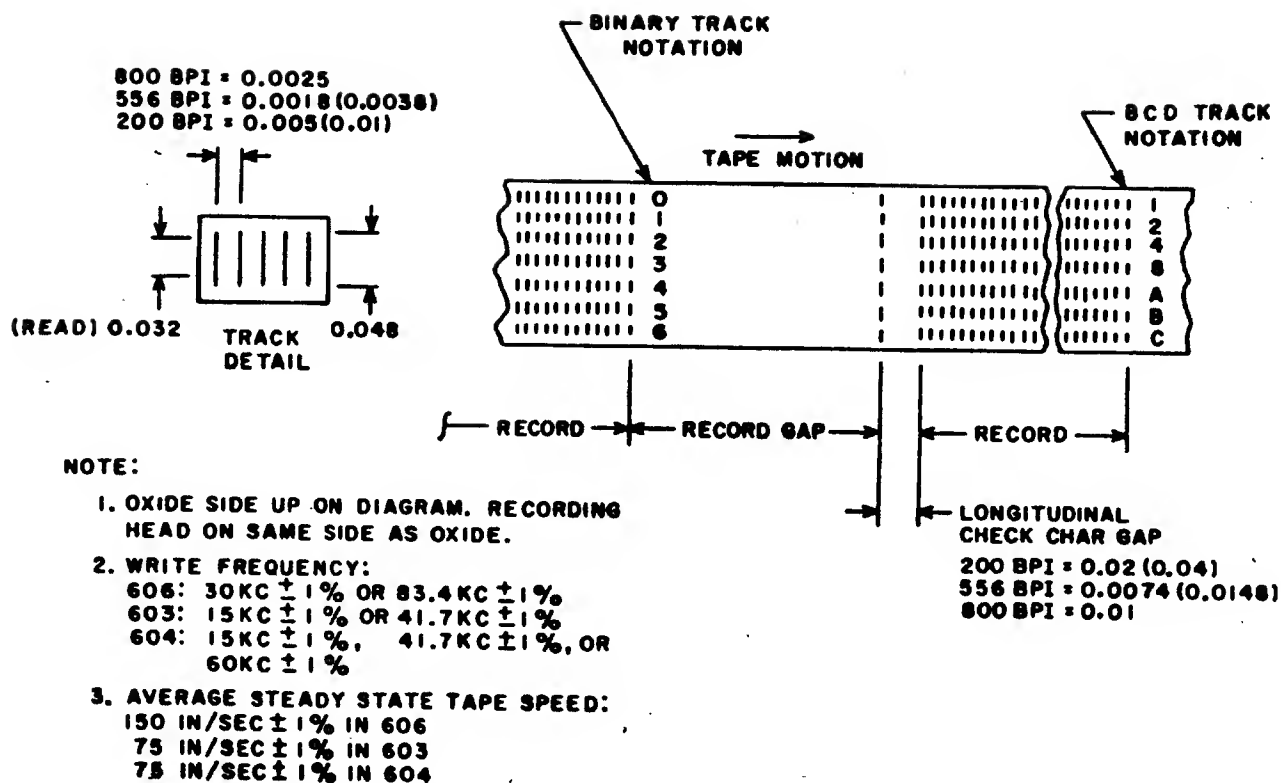 BINARY TRACK
NOTATION
800 BPI = 0.0025
556 BPI = 0.0018(0.0038)
200 BPI = 0.005(0.01)
BCD TRACK
NOTATION
TAPE MOTION
0
1
2
3
4
5
6
1
2
4
8
A
B
C
(READ) 0.032
0.048
TRACK
DETAIL
RECORD
RECORD GAP
RECORD
LONGITUDINAL
CHECK CHAR GAP
200 BPI = 0.02 (0.04)
556 BPI = 0.0074 (0.0148)
800 BPI = 0.01
NOTE:
1. OXIDE SIDE UP ON DIAGRAM. RECORDING
HEAD ON SAME SIDE AS OXIDE.
2. WRITE FREQUENCY:
606: 30KC ± 1% OR 83.4KC ± 1%
603: 15KC ± 1% OR 41.7KC ± 1%
604: 15KC ± 1%, 41.7KC ± 1%, OR
60KC ± 1%
3. AVERAGE STEADY STATE TAPE SPEED:
150 IN/SEC ± 1% IN 606
75 IN/SEC ± 1% IN 603
75 IN/SEC ± 1% IN 604